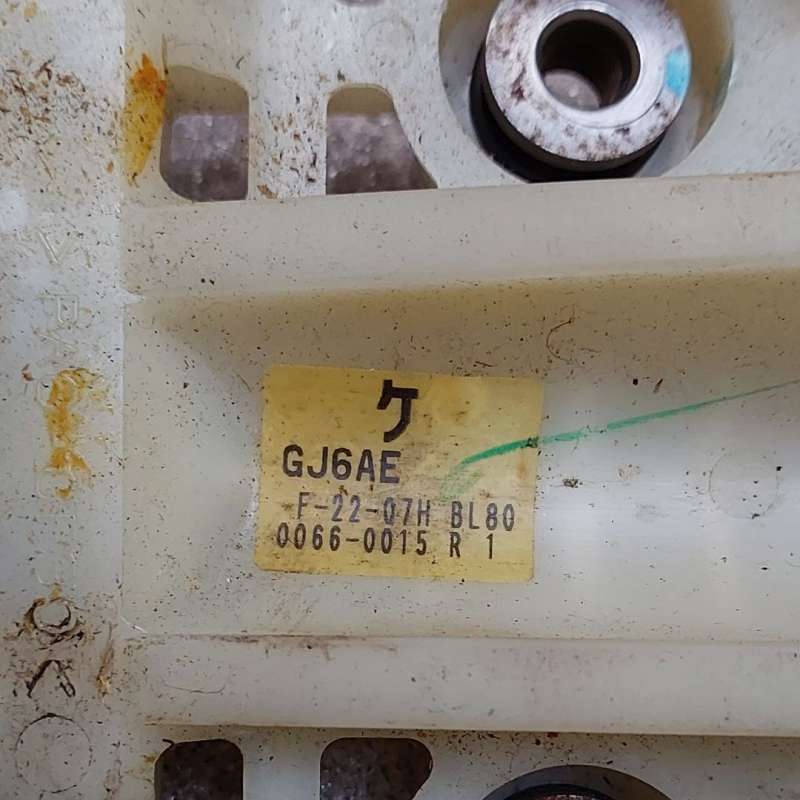 ケ
GJ6AE
F-22-07H BL80
0066-0015 R 1